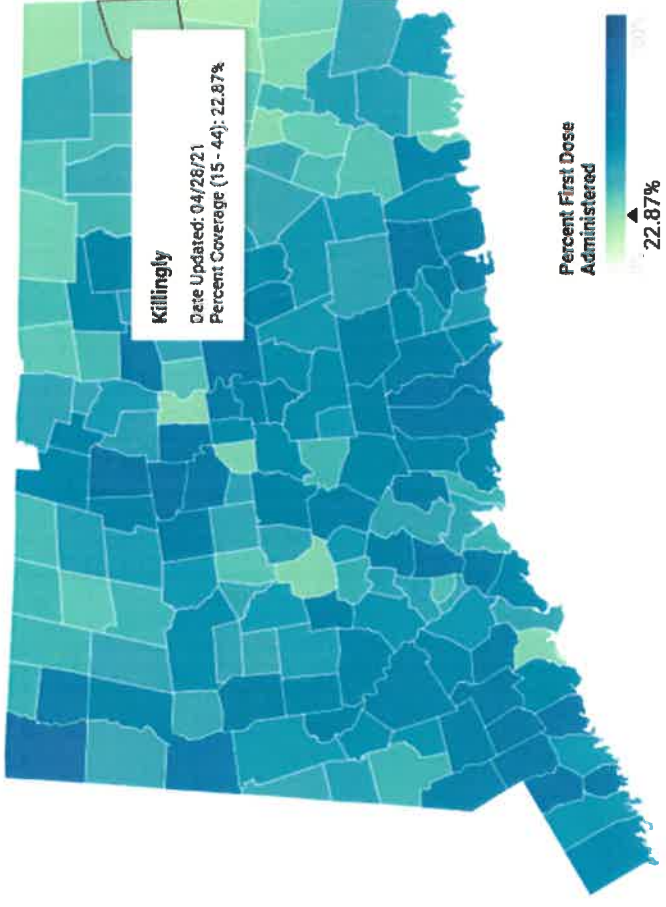 Killingly
Date Updated: 04/28/21
Percent Coverage (15 - 44): 22.87%
Percent First Dose
Administered
22.87%